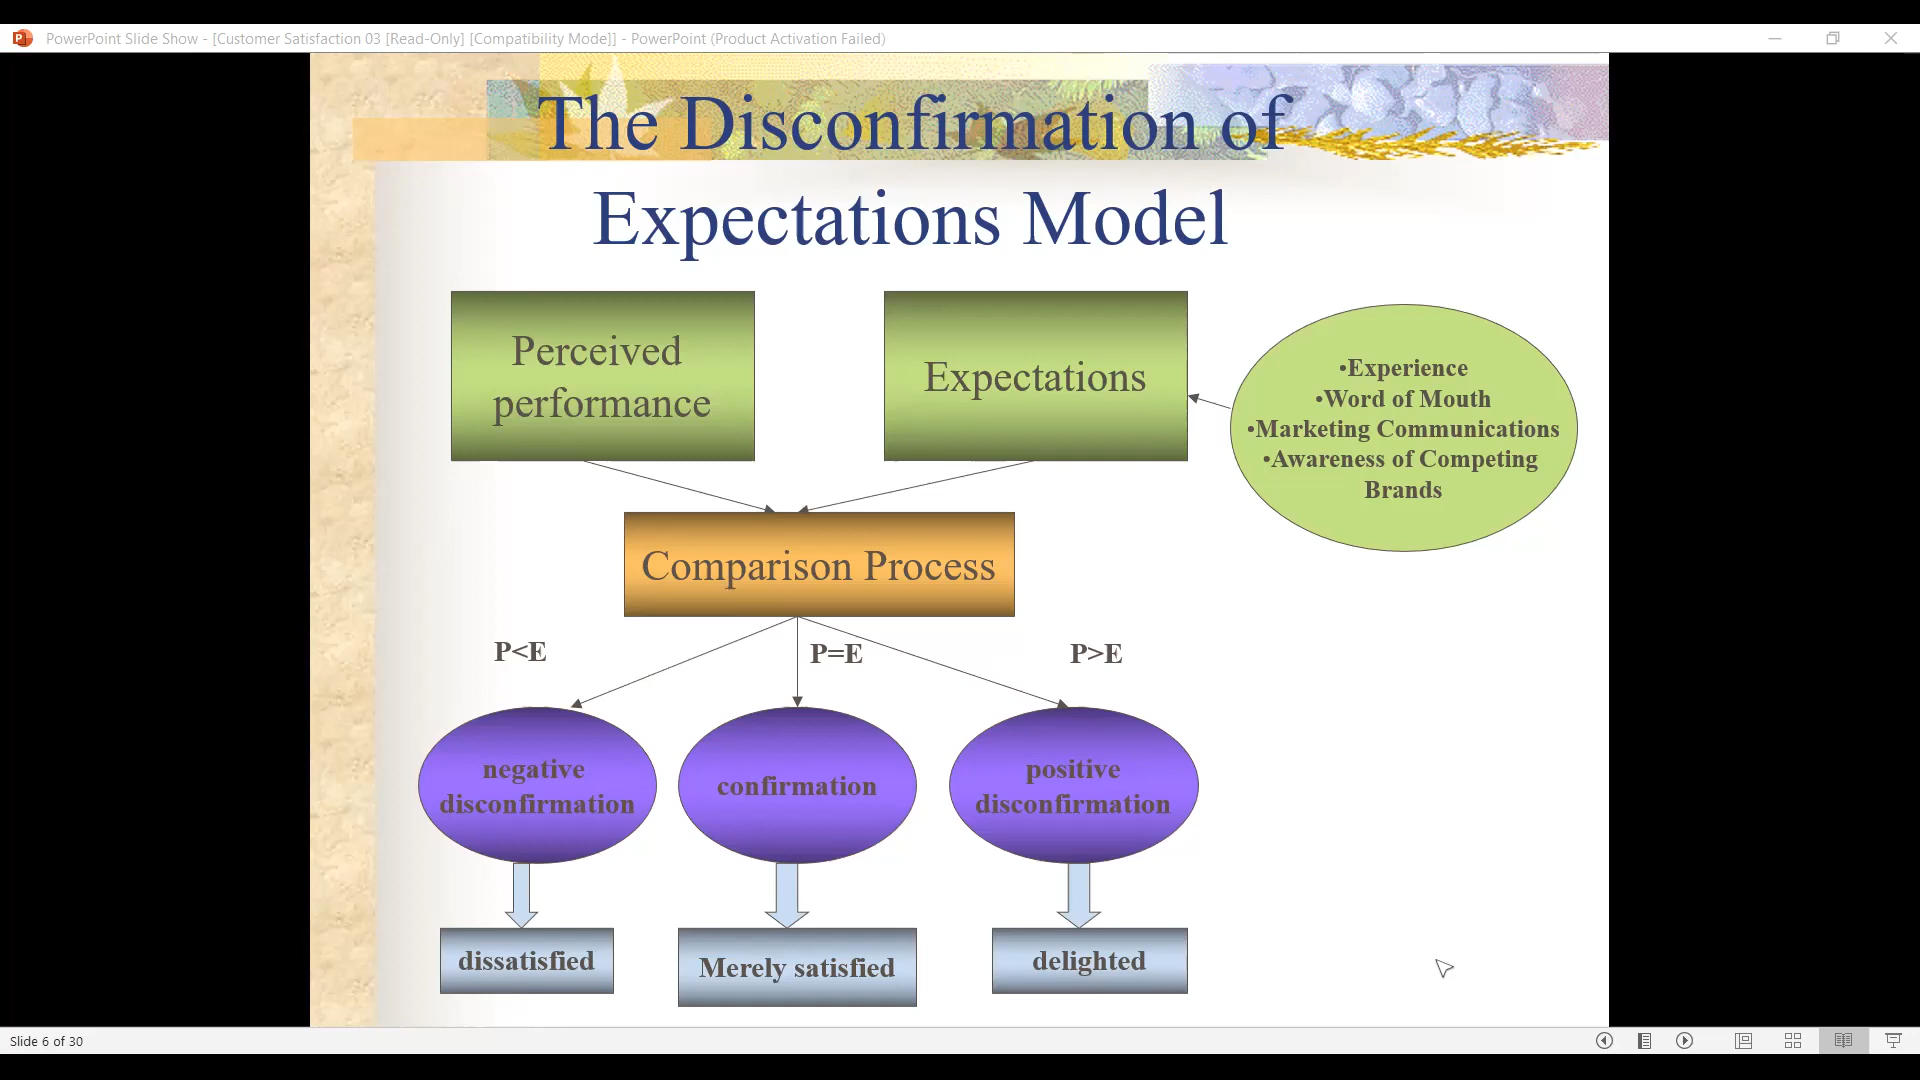 PowerPoint Slide Show - [Customer Satisfaction 03 [Read-Only] [Compatibility Mode]] - PowerPoint (Product Activation Failed)
The Disconfirmation of
Expectations Model
Perceived
performance
Expectations
•Experience
•Word of Mouth
•Marketing Communications
•Awareness of Competing
Brands
Comparison Process
P<E
P=E
P>E
negative
disconfirmation
confirmation
positive
disconfirmation
dissatisfied
Merely satisfied
delighted
Slide 6 of 30